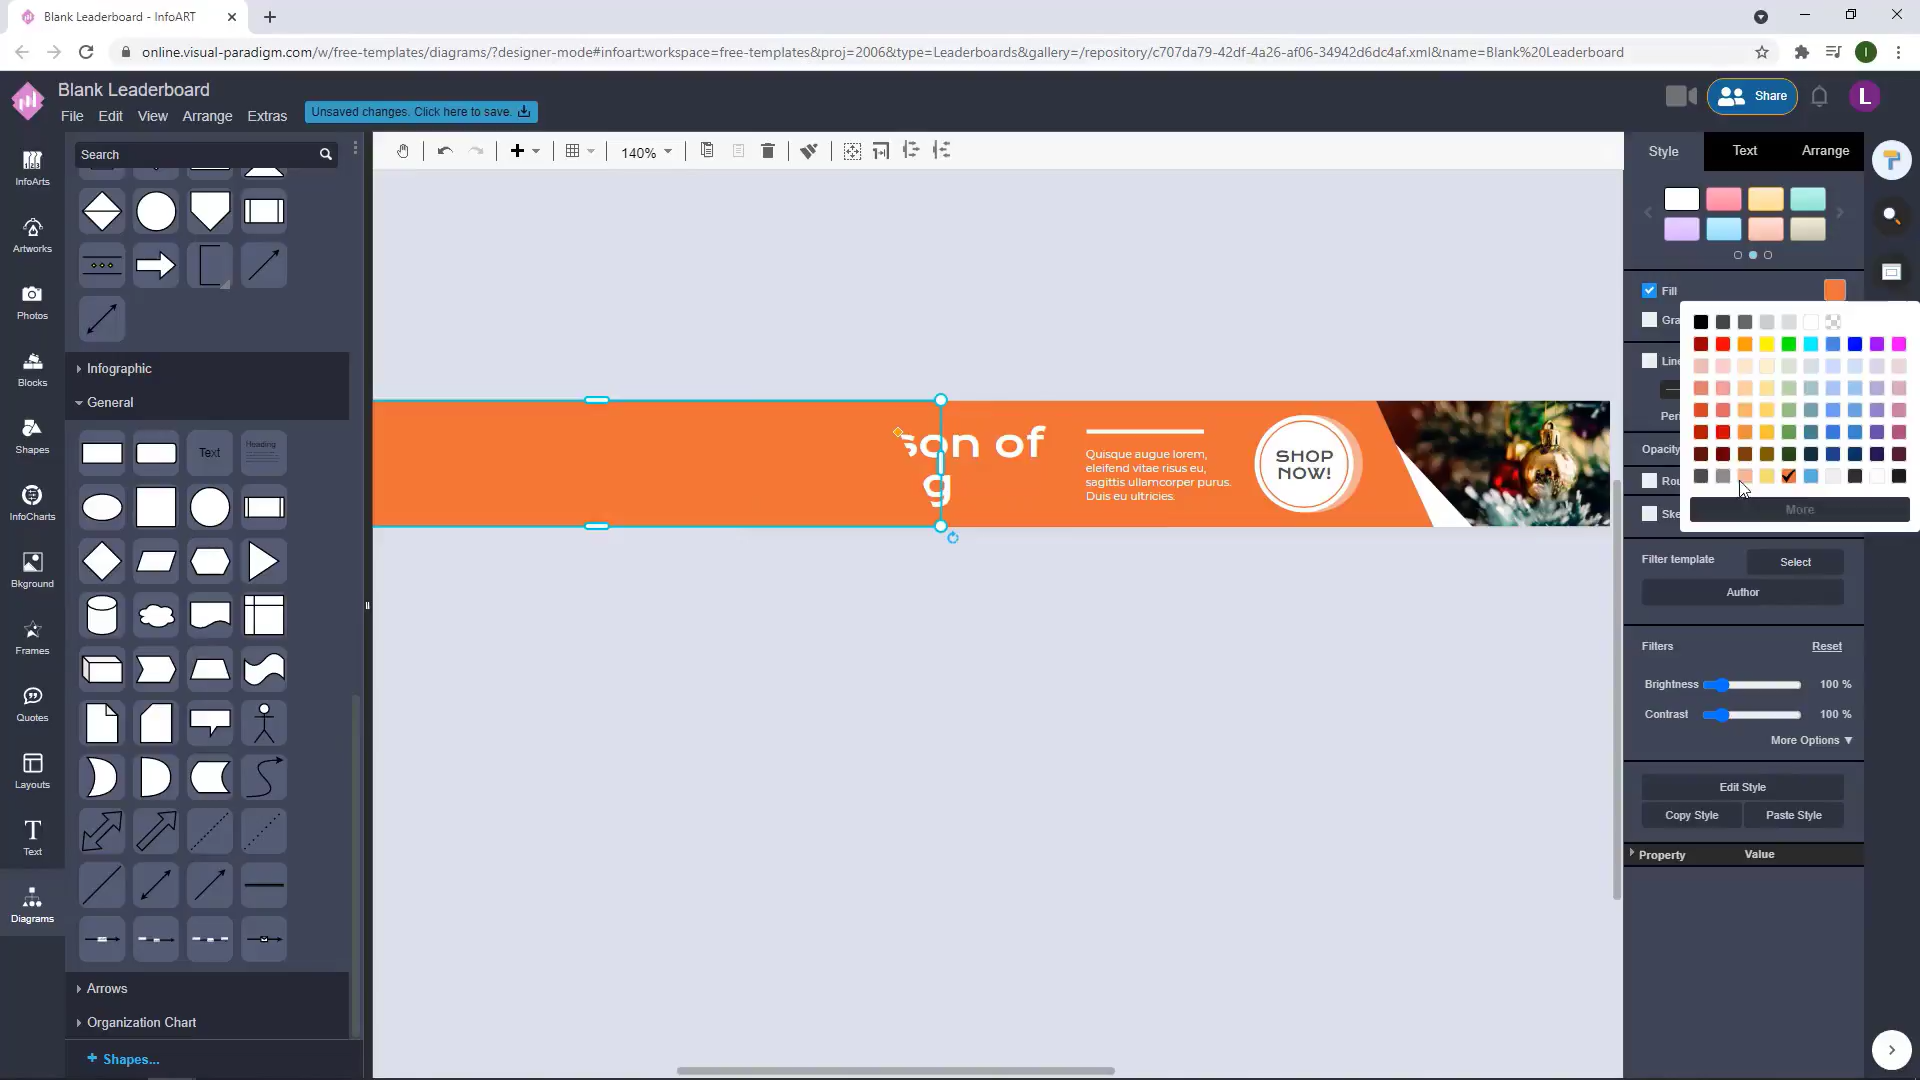 Blank Leaderboard - InfoART
online.visual-paradigm.com/w/free-templates/diagrams/?designer-mode#infoart:workspace=free-templates&proj=2006&type=Leaderboards&gallery=/repository/c707da79-42df-4a26-af06-34942d6dc4af.xml&name=Blank%20Leaderboard
I
Blank Leaderboard
File Edit View Arrange Extras
Unsaved changes. Click here to save.
Share
L
InfoArts
Artworks
Photos
Blocks
Shapes
InfoCharts
Bkground
Frames
Quotes
Layouts
Text
Diagrams
Search
Infographic
General
Text
Heading
Arrows
Organization Chart
+ Shapes...
140%
son of
g
Quisque augue lorem,
eleifend vitae risus eu,
sagittis ullamcorper purus.
Duis eu ultricies.
SHOP
NOW!
Style Text Arrange
Fill
Gra
Line
Peri
Opacity
Rou
Ske
More
Filter template Select
Author
Filters Reset
Brightness 100 %
Contrast 100 %
More Options
Edit Style
Copy Style Paste Style
Property Value